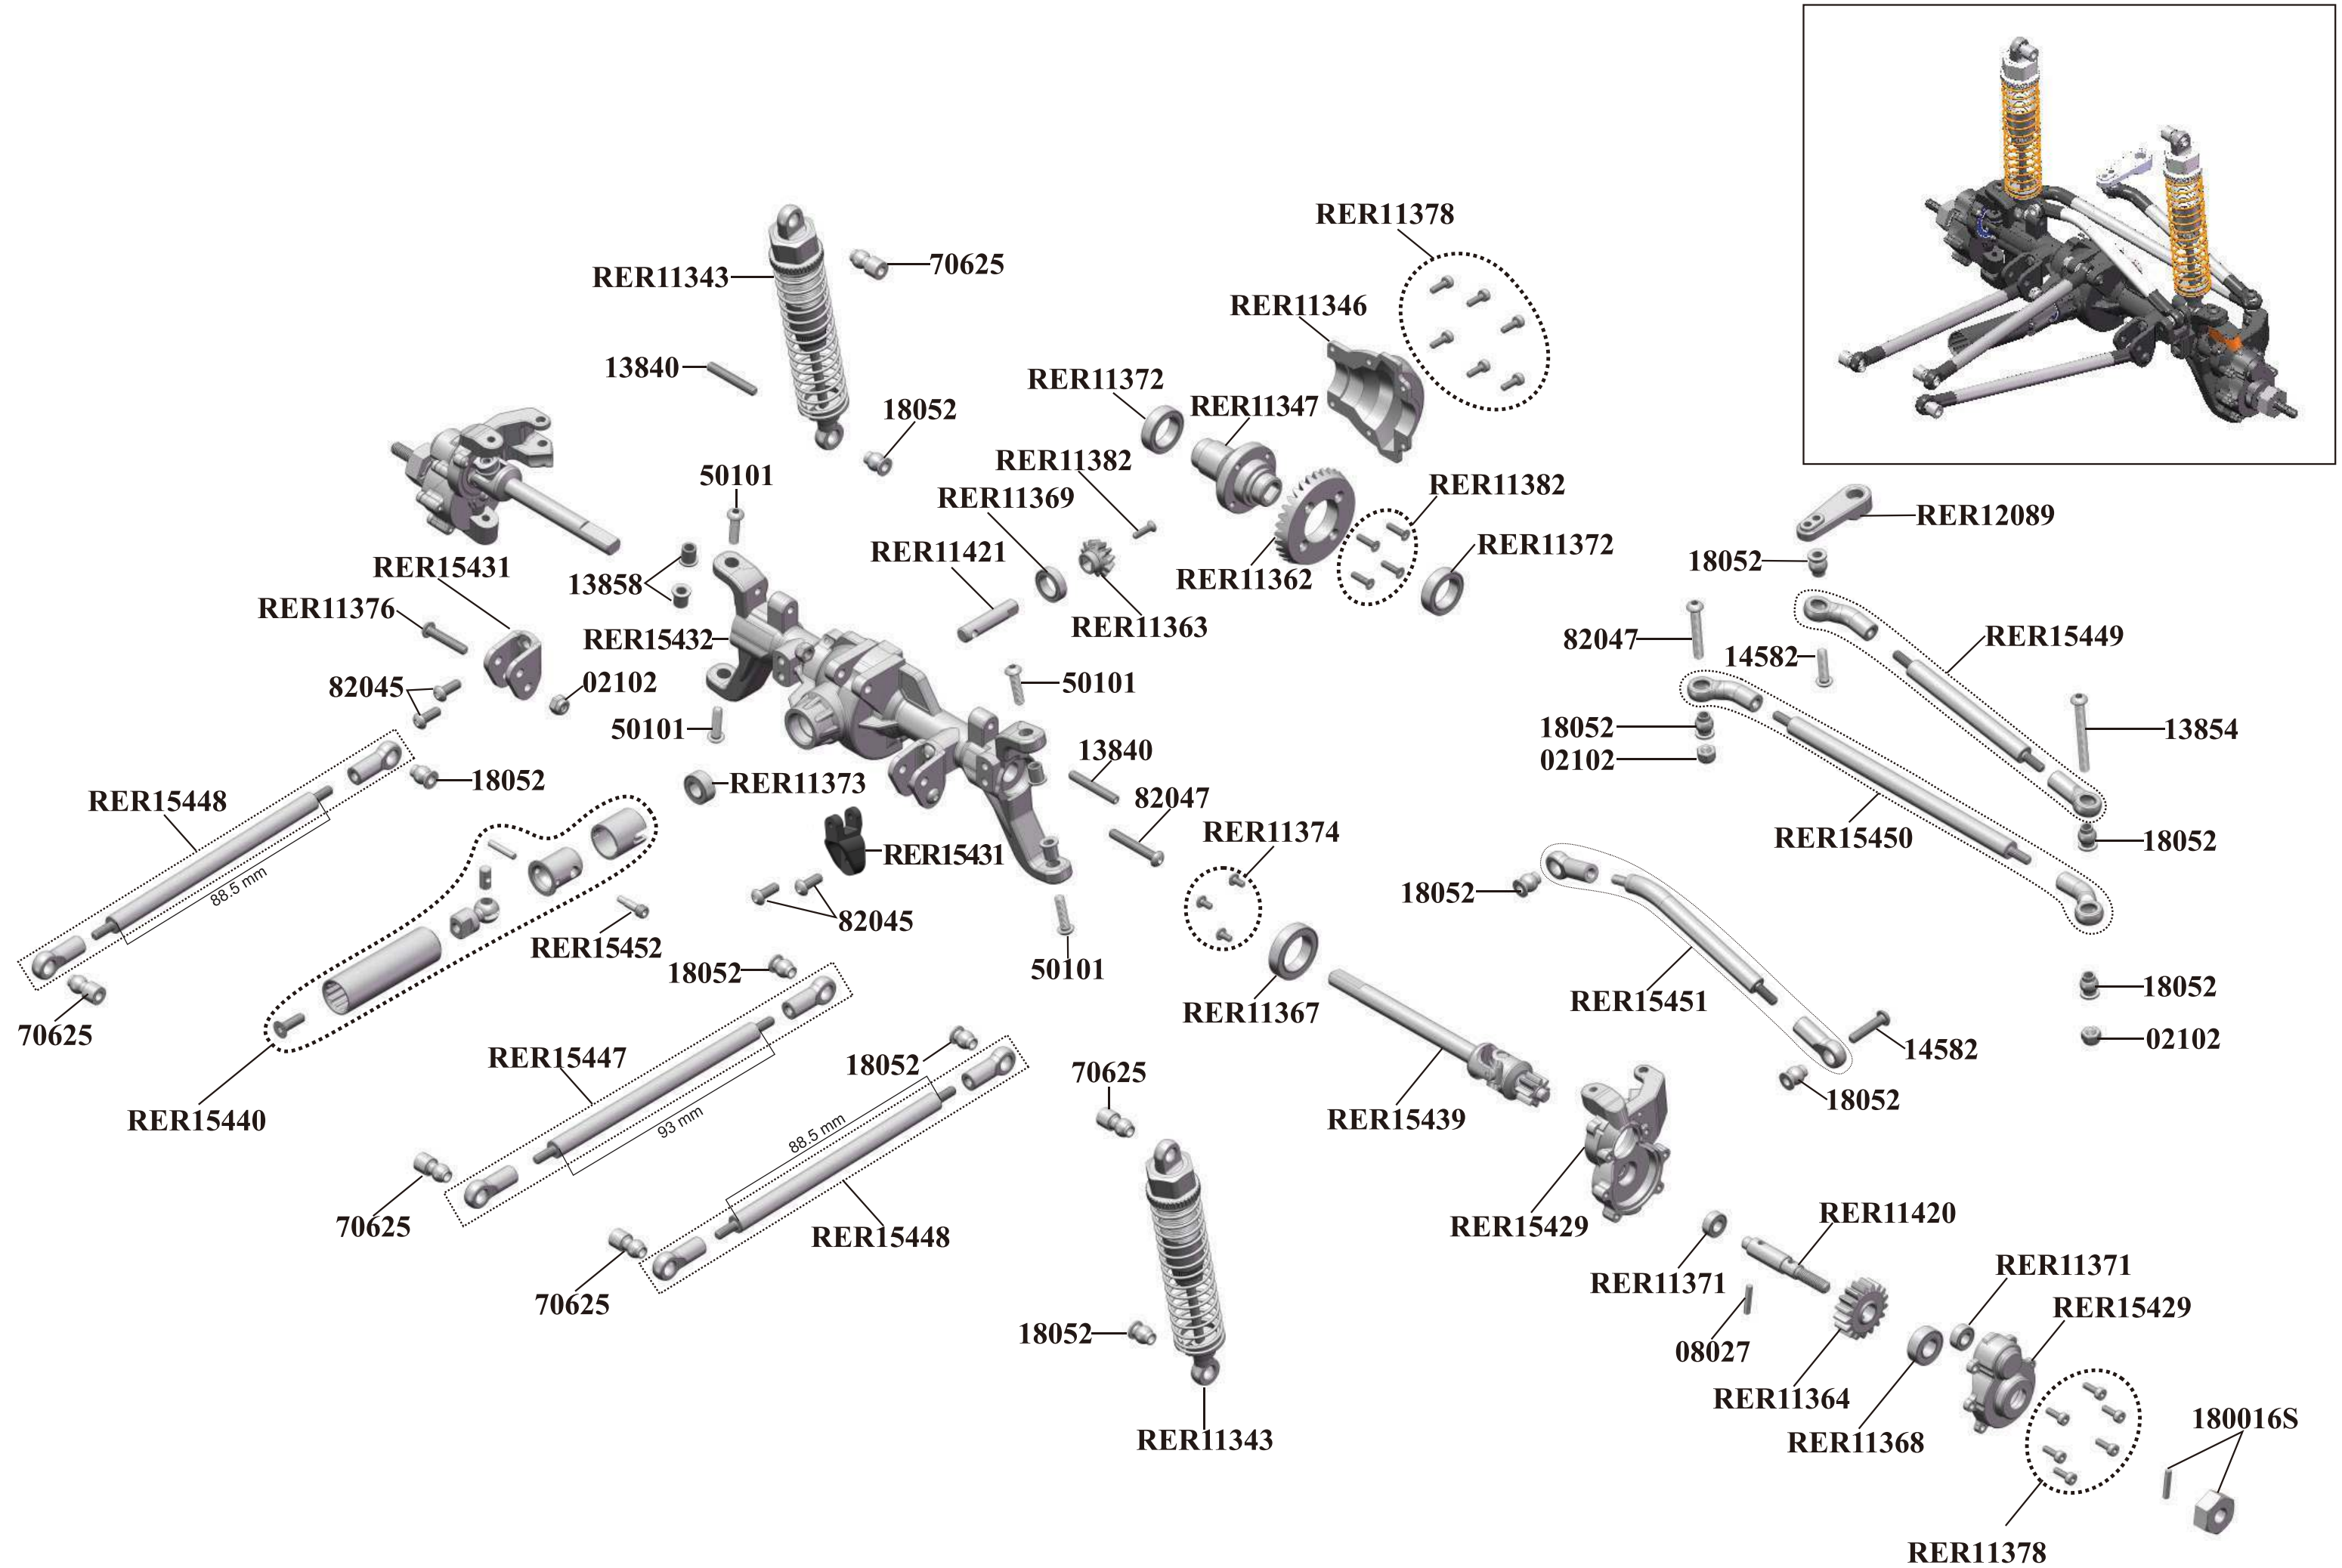 RER11378
RER11343
70625
RER11346
13840
RER11372
RER11347
18052
RER11382
50101
RER11369
RER11382
RER12089
RER11421
RER11372
18052
RER15431
13858
RER11362
RER11376
RER15432
RER11363
82047
14582
RER15449
82045
02102
50101
50101
18052
13854
13840
02102
18052
RER11373
RER15448
82047
88.5 mm
RER11374
RER15450
18052
RER15431
18052
82045
RER15452
18052
50101
18052
RER15451
RER11367
70625
RER15447
18052
70625
14582
02102
93 mm
88.5 mm
18052
RER15440
RER15439
70625
RER15448
RER15429
RER11420
RER11371
RER11371
70625
RER15429
18052
08027
RER11364
180016S
RER11343
RER11368
RER11378